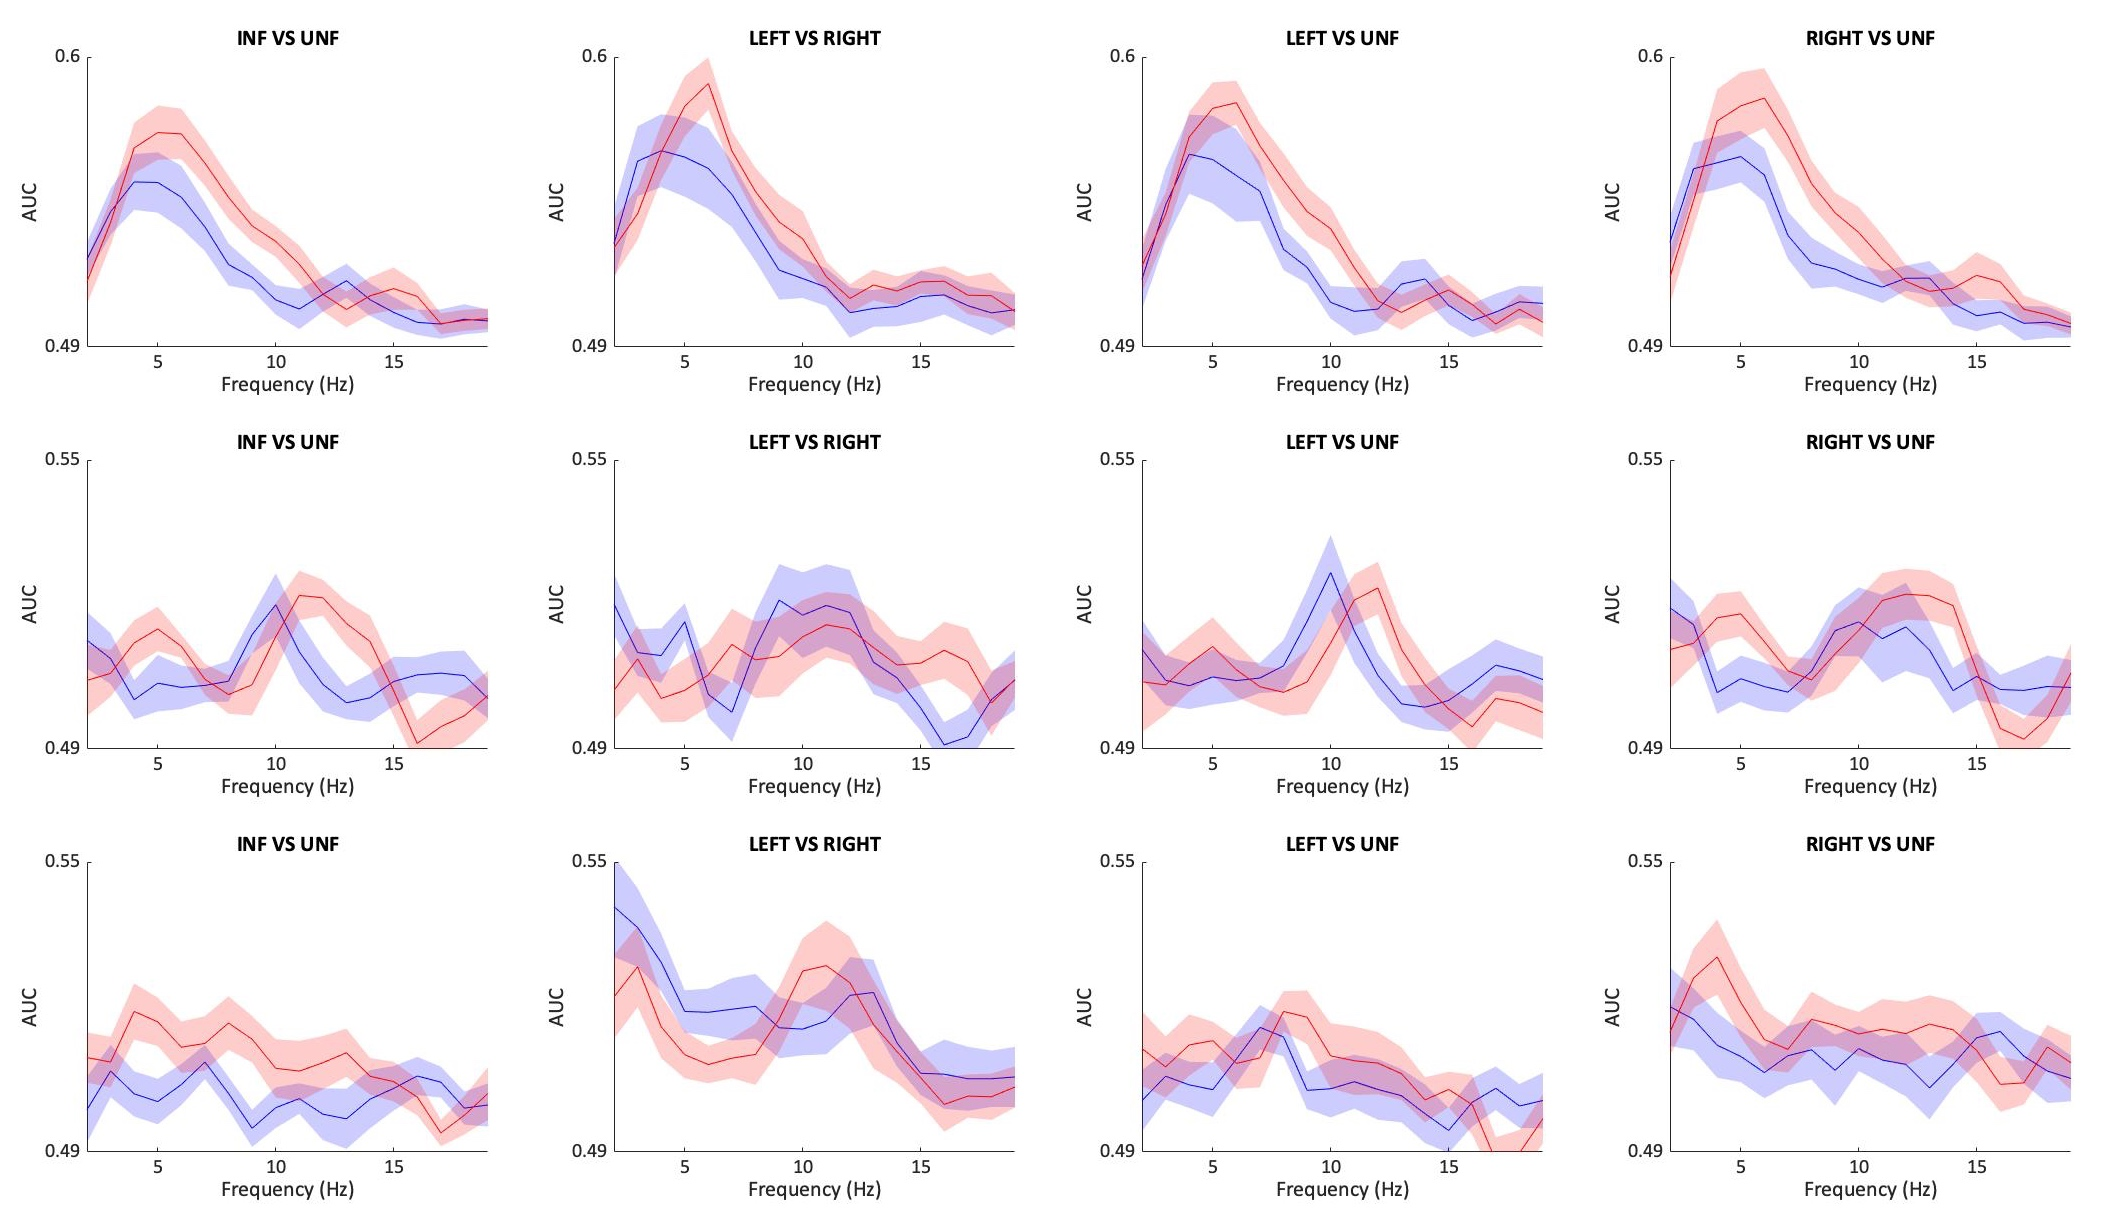 INF VS UNF
LEFT VS RIGHT
LEFT VS UNF
RIGHT VS UNF
0.6
0.6
0.6
0.6
AUC
AUC
AUC
AUC
0.49
0.49
0.49
0.49
5 10 15
5 10 15
5 10 15
5 10 15
Frequency (Hz)
Frequency (Hz)
Frequency (Hz)
Frequency (Hz)
INF VS UNF
LEFT VS RIGHT
LEFT VS UNF
RIGHT VS UNF
0.55
0.55
0.55
0.55
AUC
AUC
AUC
AUC
0.49
0.49
0.49
0.49
5 10 15
5 10 15
5 10 15
5 10 15
Frequency (Hz)
Frequency (Hz)
Frequency (Hz)
Frequency (Hz)
INF VS UNF
LEFT VS RIGHT
LEFT VS UNF
RIGHT VS UNF
0.55
0.55
0.55
0.55
AUC
AUC
AUC
AUC
0.49
0.49
0.49
0.49
5 10 15
5 10 15
5 10 15
5 10 15
Frequency (Hz)
Frequency (Hz)
Frequency (Hz)
Frequency (Hz)